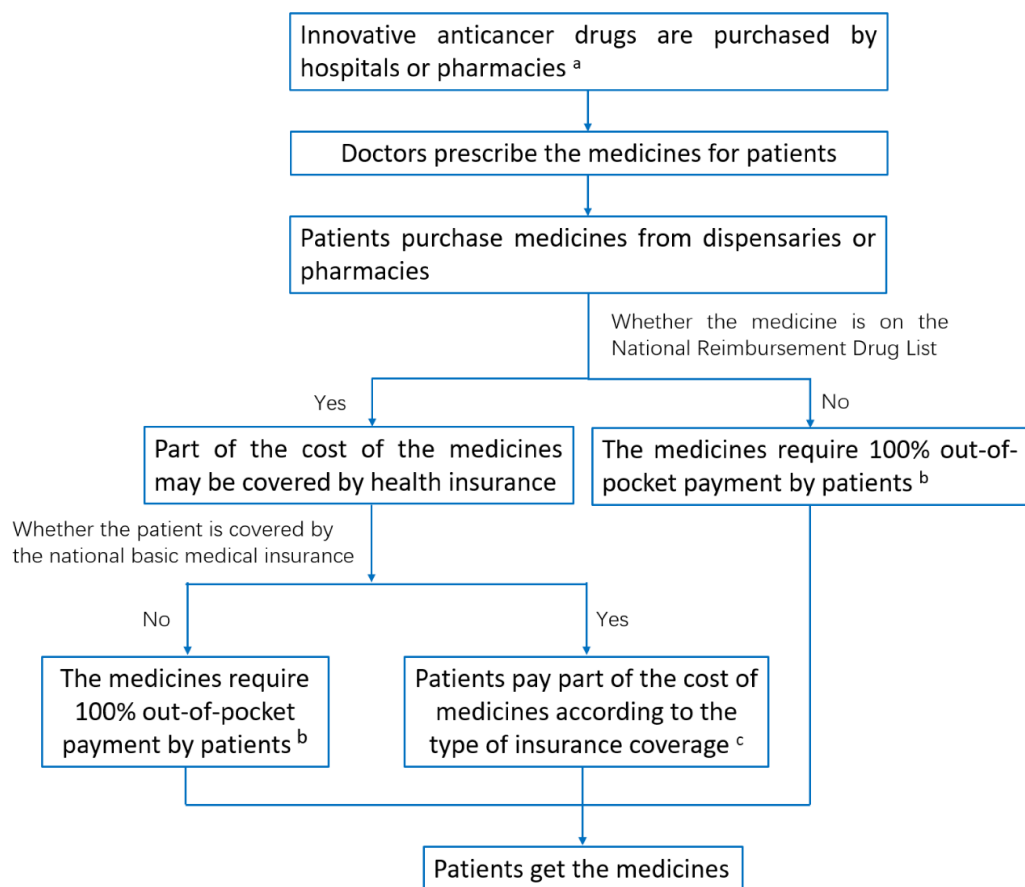 Innovative anticancer drugs are purchased by
hospitals or pharmacies a
Doctors prescribe the medicines for patients
Patients purchase medicines from dispensaries or
pharmacies
Whether the medicine is on the
National Reimbursement Drug List
Yes
No
Part of the cost of the medicines
may be covered by health insurance
The medicines require 100% out-of-
pocket payment by patients b
Whether the patient is covered by
the national basic medical insurance
No
Yes
The medicines require
100% out-of-pocket
payment by patients b
Patients pay part of the cost of
medicines according to the
type of insurance coverage c
Patients get the medicines